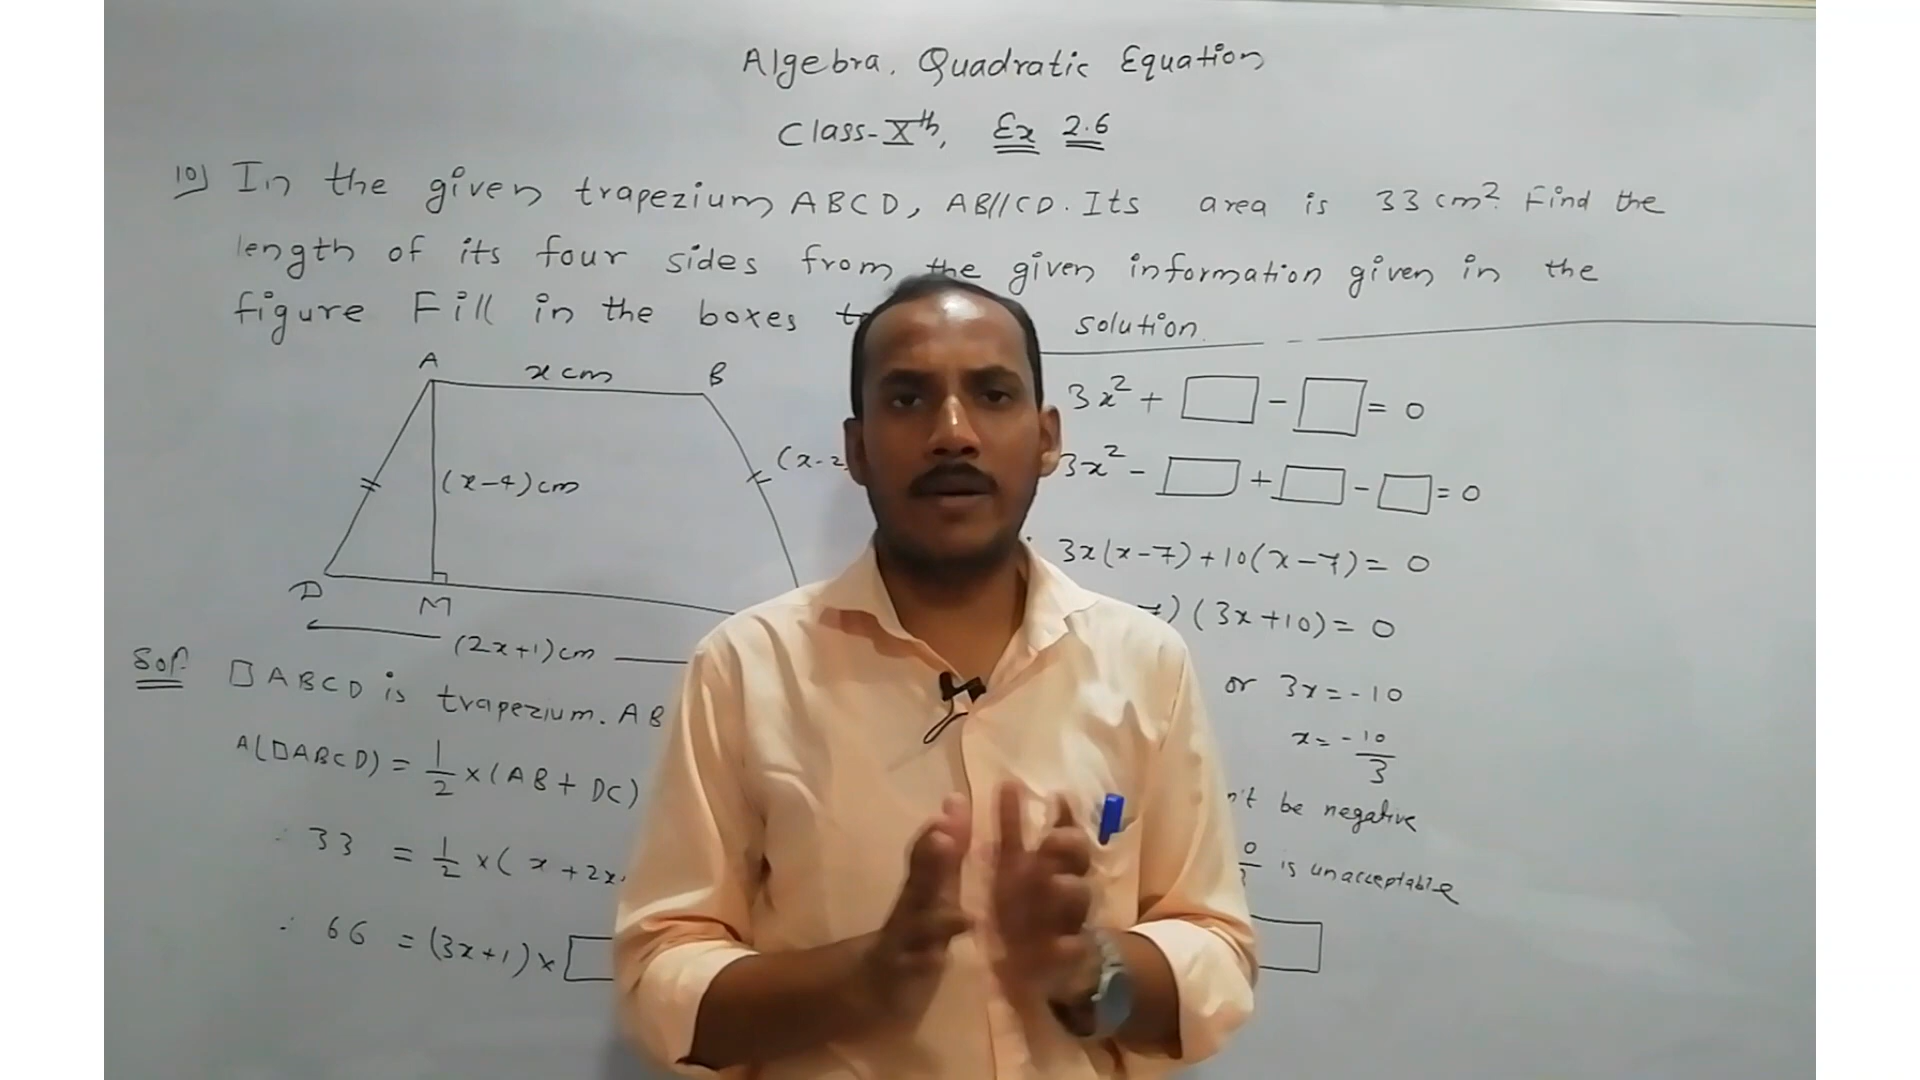 Algebra. Quadratic Equation
Class-Xth, Ex 2.6
10) In the given trapezium ABCD, AB//CD. Its area is 33 cm². Find the
length of its four sides from the given information given in the
figure Fill in the boxes solution.
A x cm B
(x-4)cm
(x-2
D M
(2x+1)cm
Soln. □ABCD is trapezium. AB
A(□ABCD) = 1/2 × (AB + DC)
33 = 1/2 × ( x + 2x
∴ 66 = (3x+1) ×
3x² + □ - □ = 0
3x² - □ + □ - □ = 0
3x(x-7)+10(x-7) = 0
) (3x+10) = 0
or 3x = -10
x = -10/3
n't be negative
is unacceptable